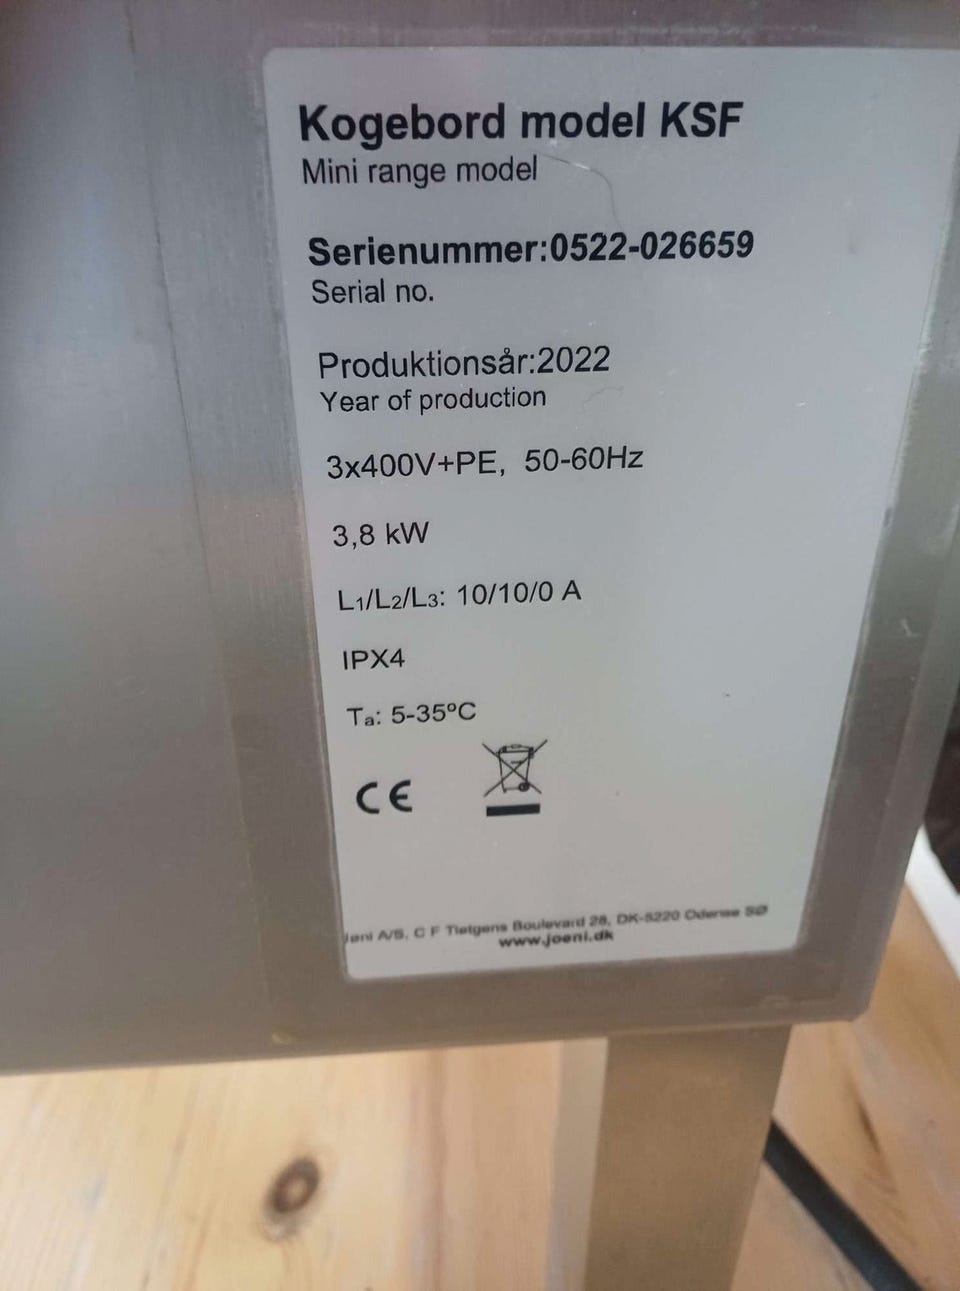 Kogebord model KSF
Mini range model
Serienummer:0522-026659
Serial no.
Produktionsår:2022
Year of production
3x400V+PE, 50-60Hz
3,8 kW
L1/L2/L3: 10/10/0 A
IPX4
Ta: 5-35ºC
CE
Jøni A/S, C F Tietgens Boulevard 28, DK-5220 Odense SØ
www.joeni.dk